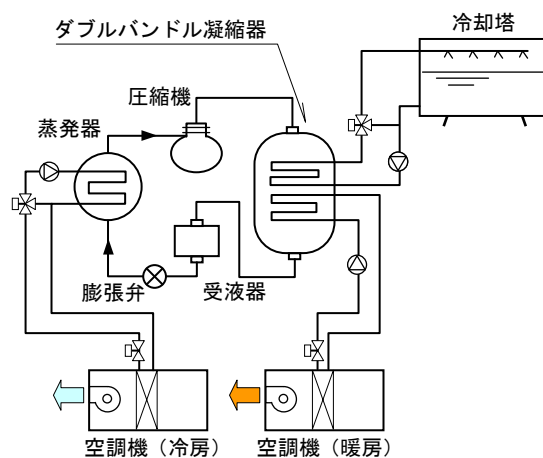 冷却塔
ダブルバンドル凝縮器
圧縮機
蒸発器
膨張弁
受液器
空調機（冷房）
空調機（暖房）